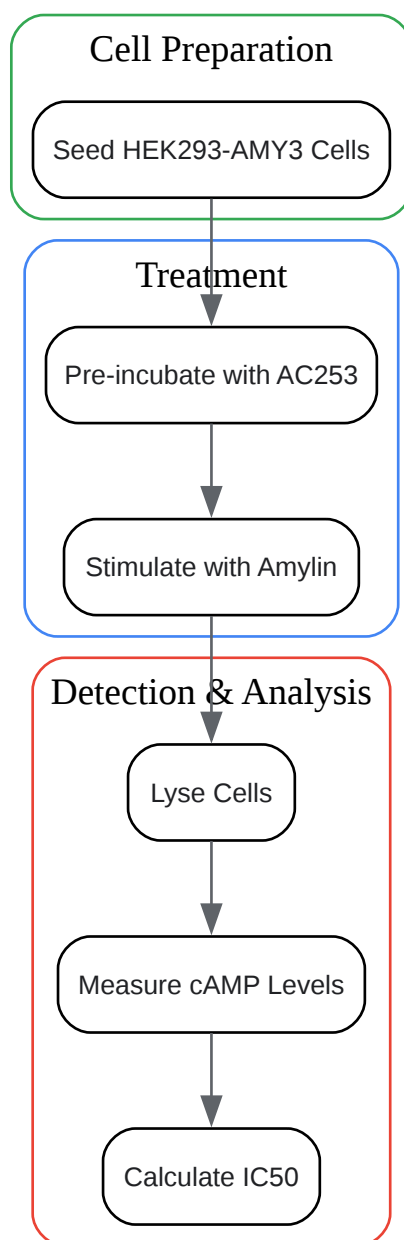 Cell Preparation
Seed HEK293-AMY3 Cells
Treatment
Pre-incubate with AC253
Stimulate with Amylin
Detection & Analysis
Lyse Cells
Measure cAMP Levels
Calculate IC50